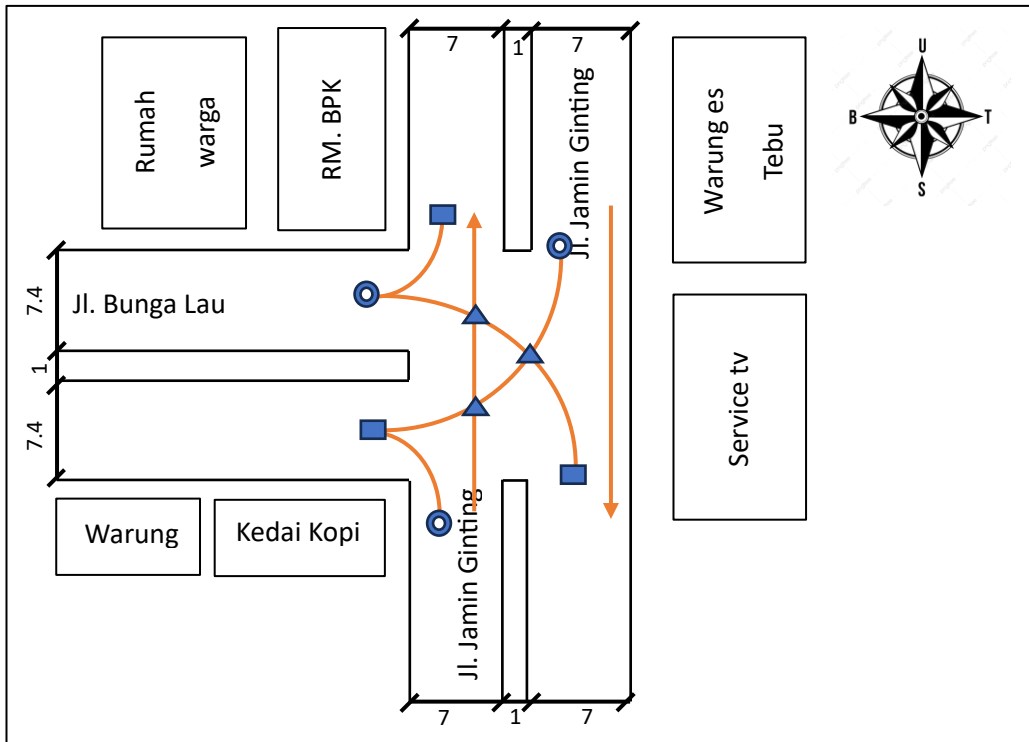 7
1
7
Rumah
warga
RM. BPK
Jl. Jamin Ginting
Warung es
Tebu
U
B
T
S
7.4
1
7.4
Jl. Bunga Lau
Service tv
Warung
Kedai Kopi
Jl. Jamin Ginting
7
1
7